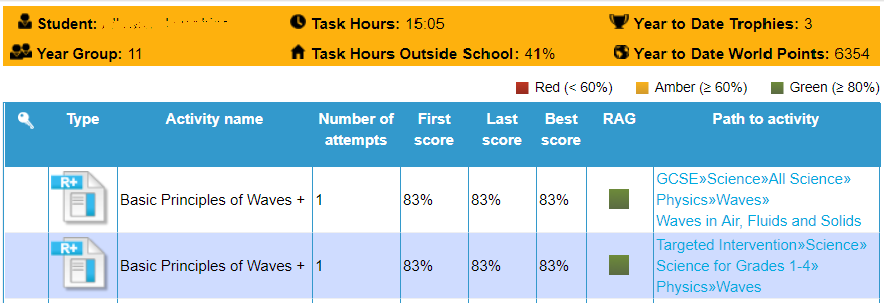 Student:
Task Hours: 15:05
Year to Date Trophies: 3
Year Group: 11
Task Hours Outside School: 41%
Year to Date World Points: 6354
Red (< 60%)
Amber (≥ 60%)
Green (≥ 80%)
Type
Activity name
Number of
attempts
First
score
Last
score
Best
score
RAG
Path to activity
R+
Basic Principles of Waves +
1
83%
83%
83%
GCSE»Science»All Science»
Physics»Waves»
Waves in Air, Fluids and Solids
R+
Basic Principles of Waves +
1
83%
83%
83%
Targeted Intervention»Science»
Science for Grades 1-4»
Physics»Waves